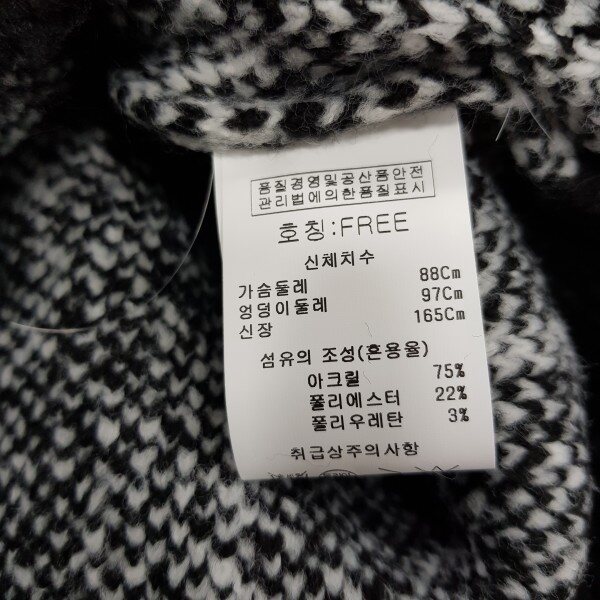 품질경영및공산품안전
관리법에의한품질표시
호칭:FREE
신체치수
가슴둘레 88Cm
엉덩이둘레 97Cm
신장 165Cm
섬유의 조성(혼용율)
아크릴 75%
폴리에스터 22%
폴리우레탄 3%
취급상주의사항